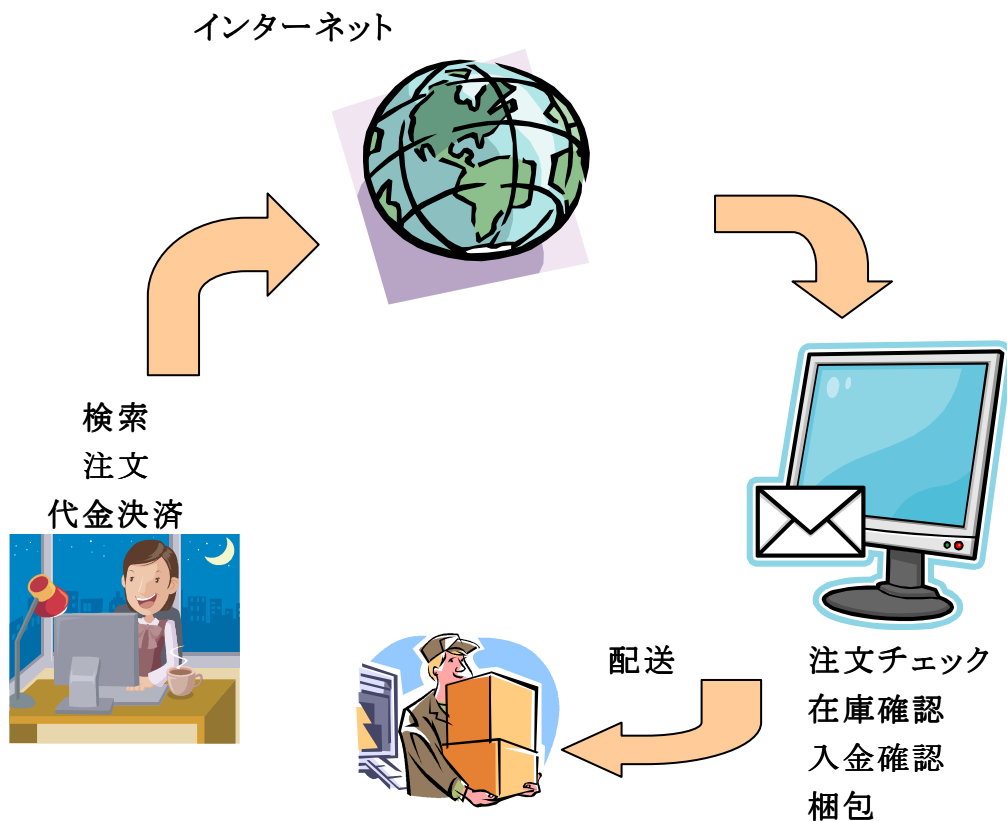 インターネット
検索
注文
代金決済
配送
注文チェック
在庫確認
入金確認
梱包